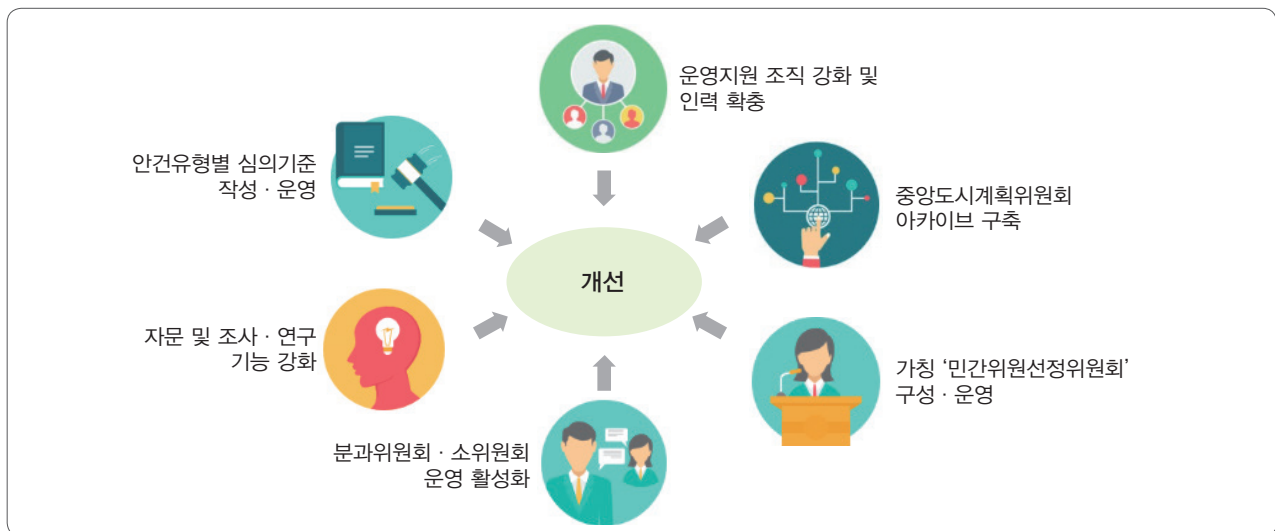 운영지원 조직 강화 및
인력 확충
안건유형별 심의기준
작성 · 운영
중앙도시계획위원회
아카이브 구축
개선
자문 및 조사 · 연구
기능 강화
가칭 ‘민간위원선정위원회’
구성 · 운영
분과위원회 · 소위원회
운영 활성화